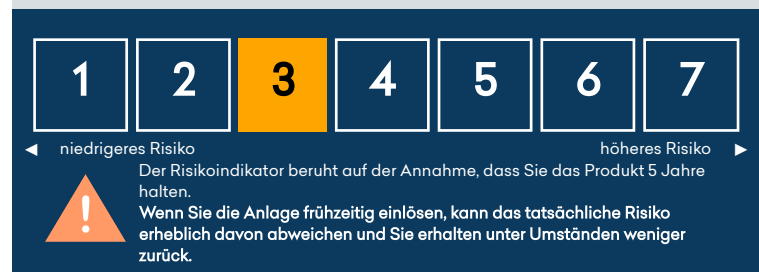 1 2 3 4 5 6 7
◄ niedrigeres Risiko höheres Risiko ►
Der Risikoindikator beruht auf der Annahme, dass Sie das Produkt 5 Jahre
halten.
Wenn Sie die Anlage frühzeitig einlösen, kann das tatsächliche Risiko
erheblich davon abweichen und Sie erhalten unter Umständen weniger
zurück.